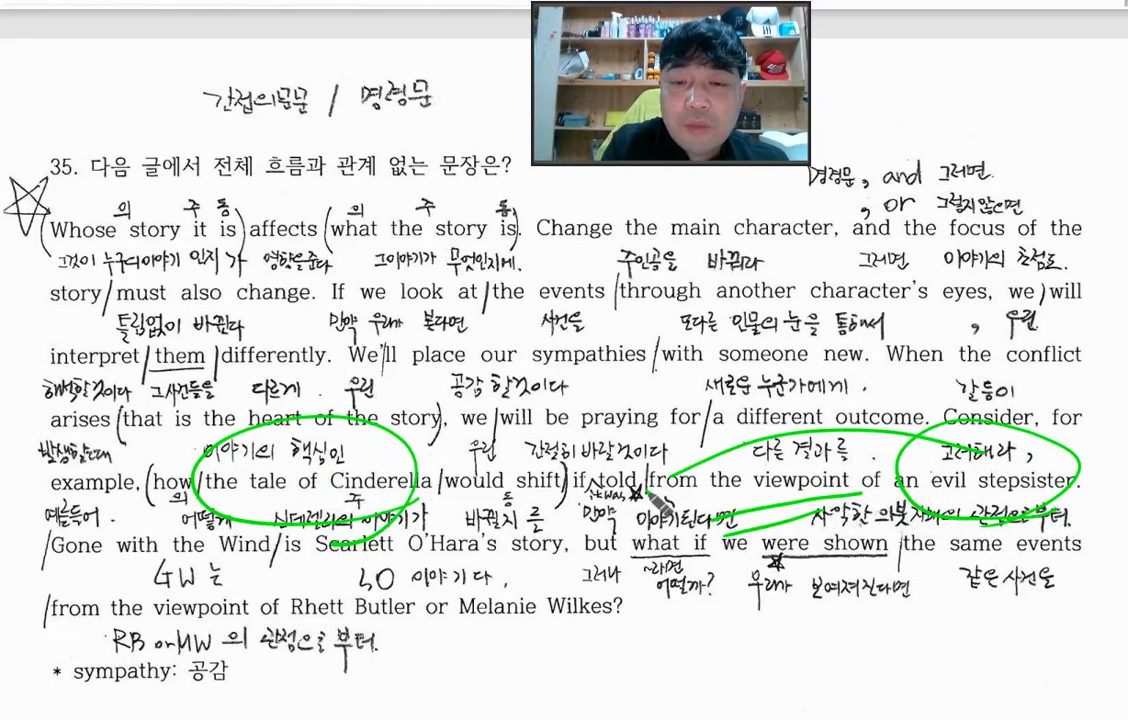 간접의문문 / 명령문
35. 다음 글에서 전체 흐름과 관계 없는 문장은?
명령문, and 그러면
, or 그렇지않으면
의 주 동 의 주 동
(Whose story it is) affects (what the story is). Change the main character, and the focus of the
그것이 누구의이야기 인지가 영향을준다 그이야기가 무엇인지에. 주인공을 바꿔라 그러면 이야기의 초점도.
story/must also change. If we look at/the events/through another character's eyes, we/will
틀림없이 바뀐다 만약 우리가 본다면 사건을 또다른 인물의 눈을 통해서 , 우린
interpret/them/differently. We'll place our sympathies/with someone new. When the conflict
해석할것이다 그사건들을 다르게. 우린 공감 할것이다 새로운 누군가에게. 갈등이
arises (that is the heart of the story), we/will be praying for/a different outcome. Consider, for
발생할때 이야기의 핵심인 우린 간절히 바랄것이다 다른 결과를. 고려해라,
example, (how/the tale of Cinderella/would shift) if told/from the viewpoint of an evil stepsister.
의 주 동 it was
예를들어. 어떻게 신데렐라의 이야기가 바뀔지를 만약 이야기된다면 사악한 의붓자매의 관점으로부터.
/Gone with the Wind/is Scarlett O'Hara's story, but what if we were shown/the same events
GW는 SO 이야기다, 그러나 ~라면 어떨까? 우리가 보여져진다면 같은 사건을
/from the viewpoint of Rhett Butler or Melanie Wilkes?
RB or MW 의 관점으로부터.
* sympathy: 공감